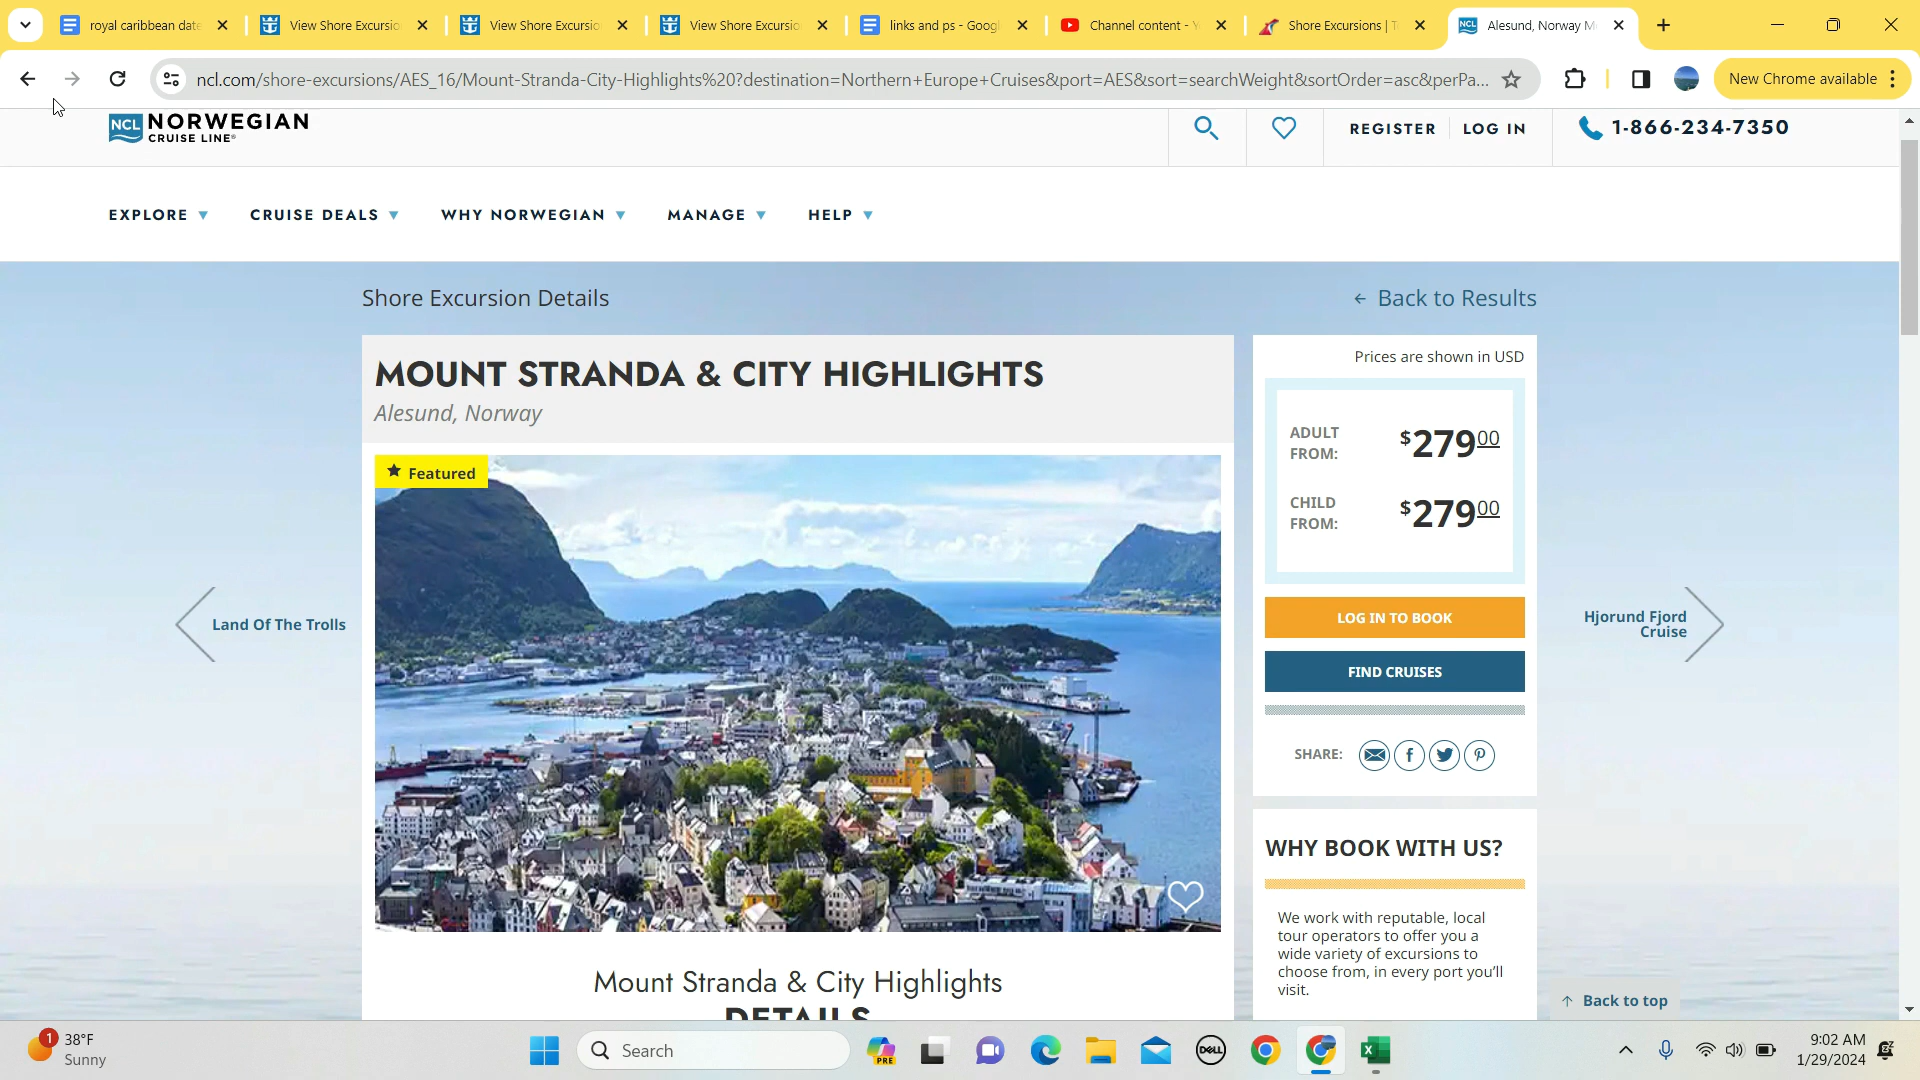 royal caribbean date
View Shore Excursio
View Shore Excursio
View Shore Excursio
links and ps - Googl
Channel content - Y
Shore Excursions | T
Alesund, Norway M
ncl.com/shore-excursions/AES_16/Mount-Stranda-City-Highlights%20?destination=Northern+Europe+Cruises&port=AES&sort=searchWeight&sortOrder=asc&perPa...
New Chrome available
NCL NORWEGIAN
CRUISE LINE®
REGISTER
LOG IN
1-866-234-7350
EXPLORE
CRUISE DEALS
WHY NORWEGIAN
MANAGE
HELP
Shore Excursion Details
← Back to Results
MOUNT STRANDA & CITY HIGHLIGHTS
Alesund, Norway
Featured
Prices are shown in USD
ADULT
FROM:
$27900
CHILD
FROM:
$27900
LOG IN TO BOOK
FIND CRUISES
SHARE:
Land Of The Trolls
Hjorund Fjord
Cruise
WHY BOOK WITH US?
We work with reputable, local
tour operators to offer you a
wide variety of excursions to
choose from, in every port you'll
visit.
Mount Stranda & City Highlights
DETAILS
↑ Back to top
1
38°F
Sunny
Search
PRE
DELL
9:02 AM
1/29/2024